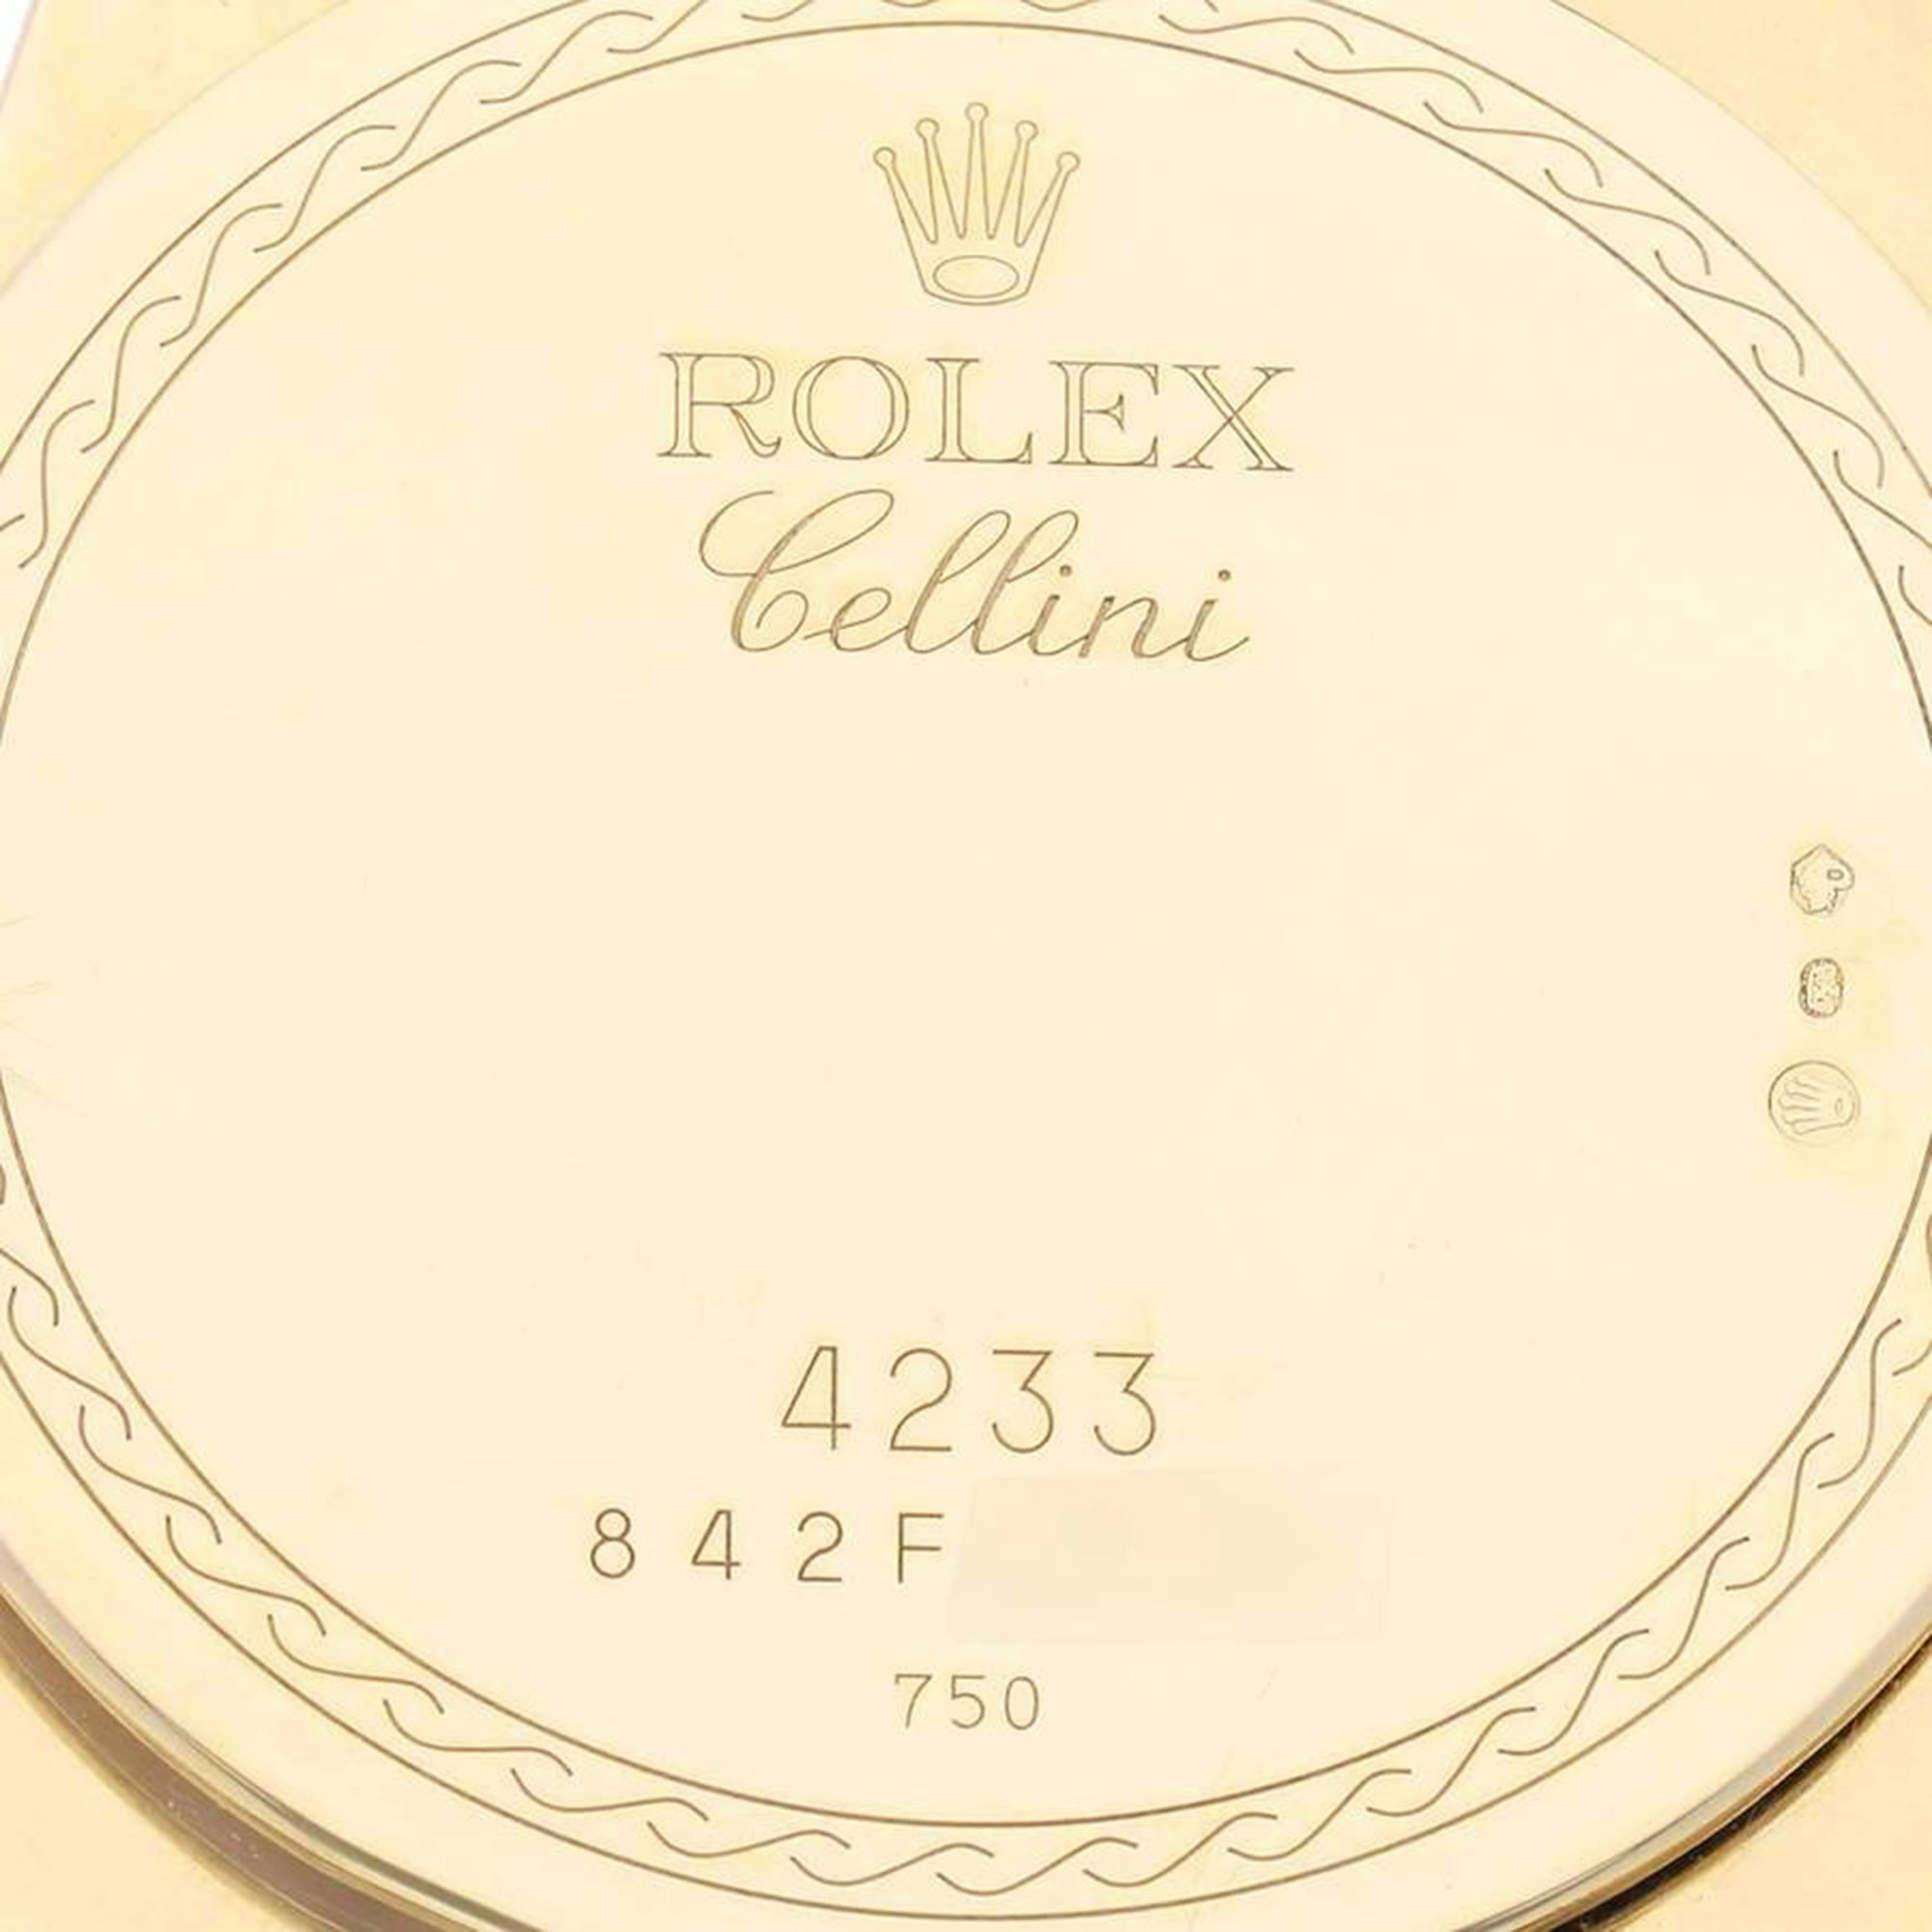 ROLEX
Cellini
4233
842F
750